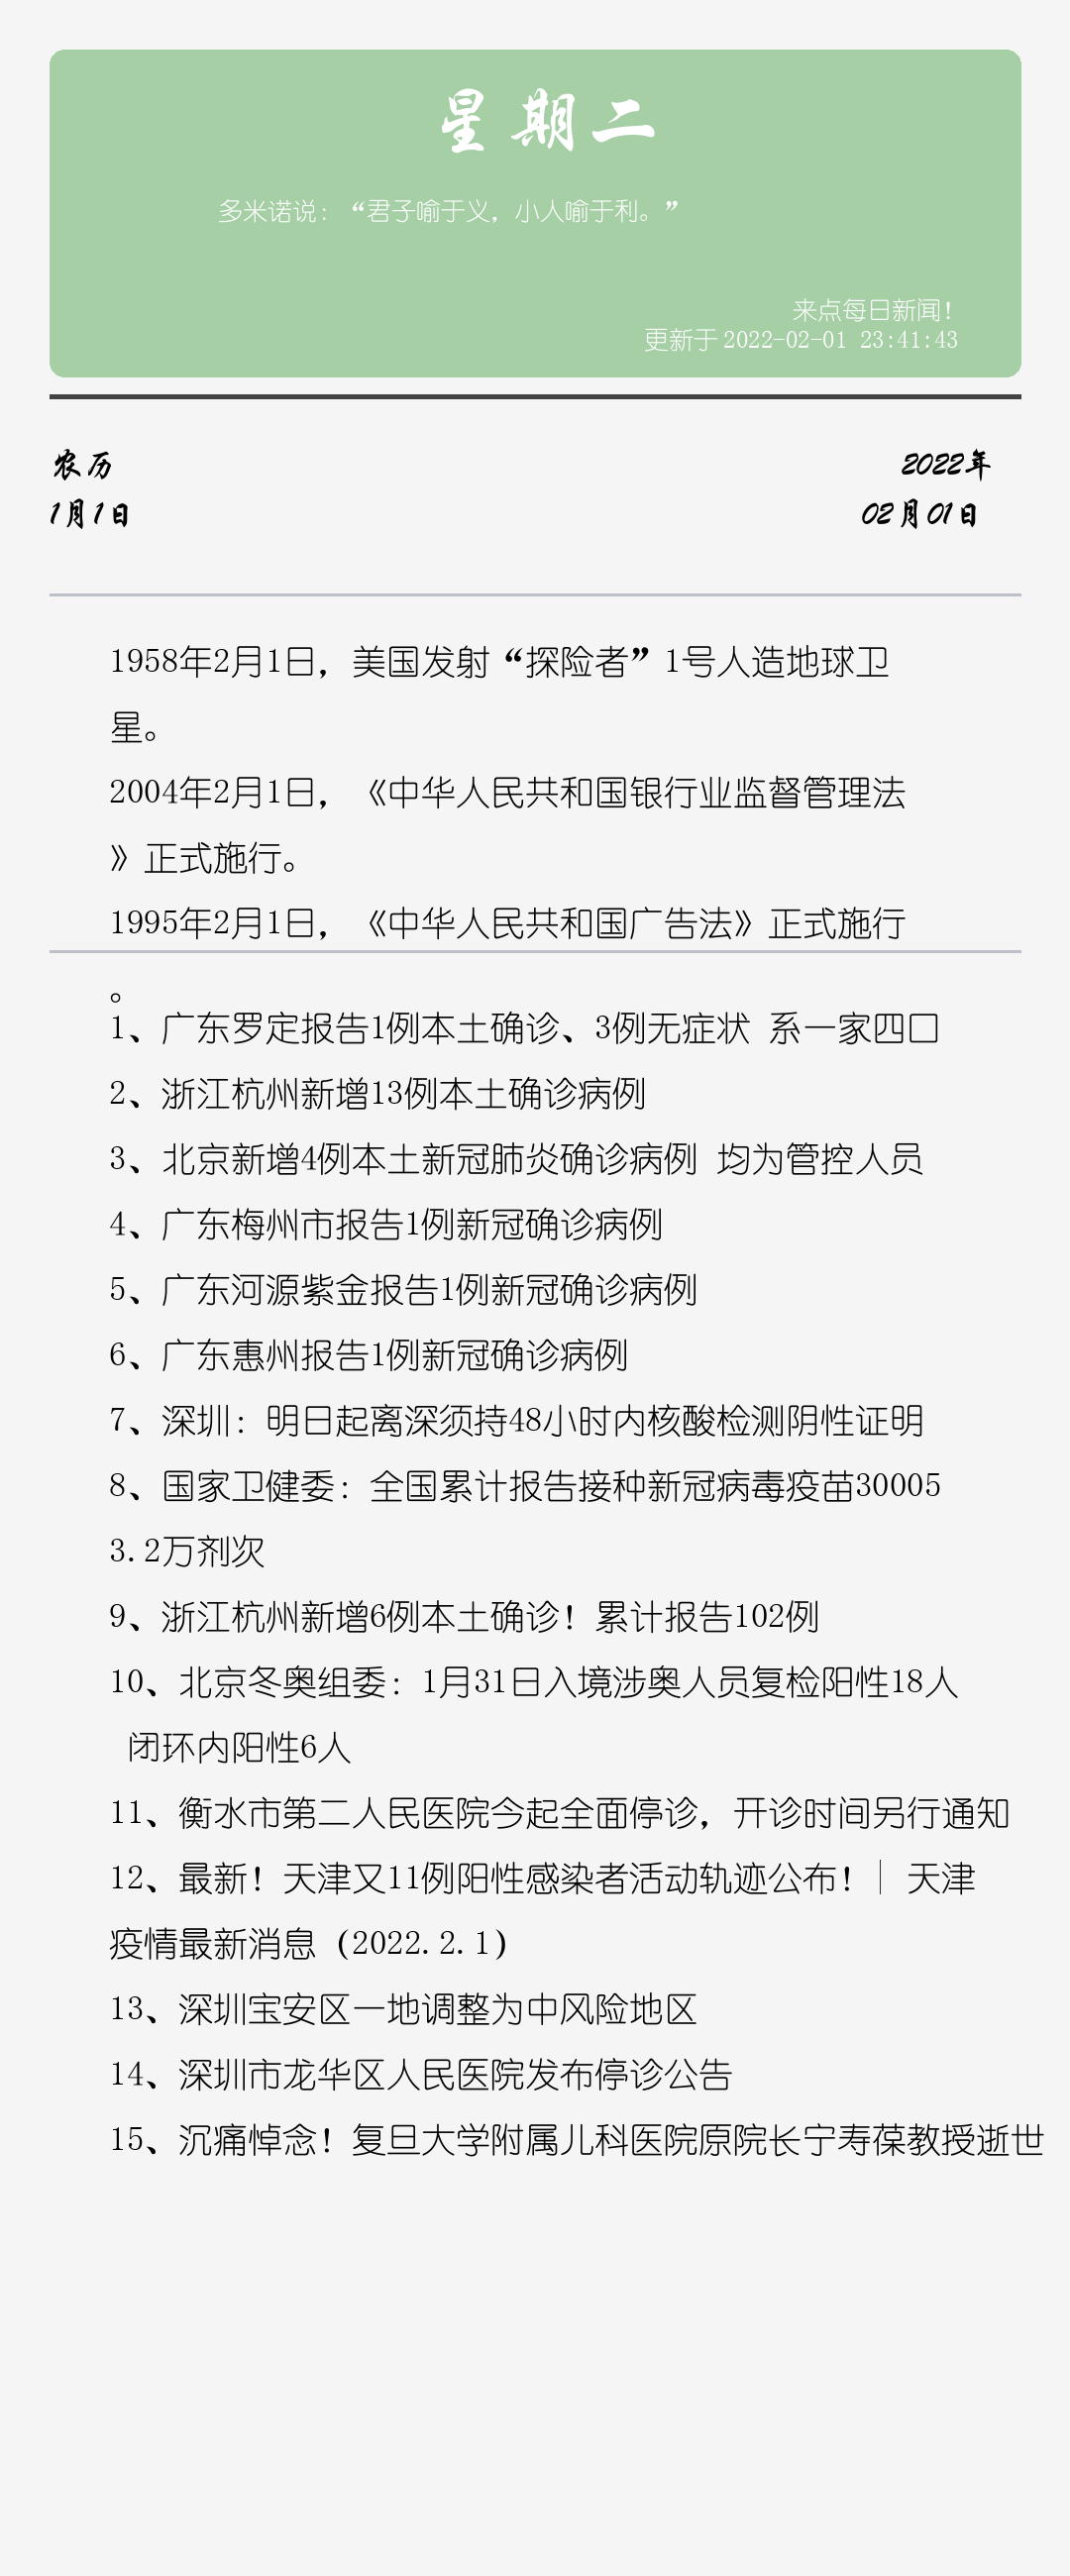 星期二
多米诺说：“君子喻于义，小人喻于利。”
来点每日新闻！
更新于2022-02-01 23:41:43
农历
2022年
1月1日
02月01日
1958年2月1日，美国发射“探险者”1号人造地球卫
星。
2004年2月1日，《中华人民共和国银行业监督管理法
》正式施行。
1995年2月1日，《中华人民共和国广告法》正式施行
。
1、广东罗定报告1例本土确诊、3例无症状 系一家四口
2、浙江杭州新增13例本土确诊病例
3、北京新增4例本土新冠肺炎确诊病例 均为管控人员
4、广东梅州市报告1例新冠确诊病例
5、广东河源紫金报告1例新冠确诊病例
6、广东惠州报告1例新冠确诊病例
7、深圳：明日起离深须持48小时内核酸检测阴性证明
8、国家卫健委：全国累计报告接种新冠病毒疫苗30005
3.2万剂次
9、浙江杭州新增6例本土确诊！累计报告102例
10、北京冬奥组委：1月31日入境涉奥人员复检阳性18人
闭环内阳性6人
11、衡水市第二人民医院今起全面停诊，开诊时间另行通知
12、最新！天津又11例阳性感染者活动轨迹公布！｜天津
疫情最新消息（2022.2.1）
13、深圳宝安区一地调整为中风险地区
14、深圳市龙华区人民医院发布停诊公告
15、沉痛悼念！复旦大学附属儿科医院原院长宁寿葆教授逝世